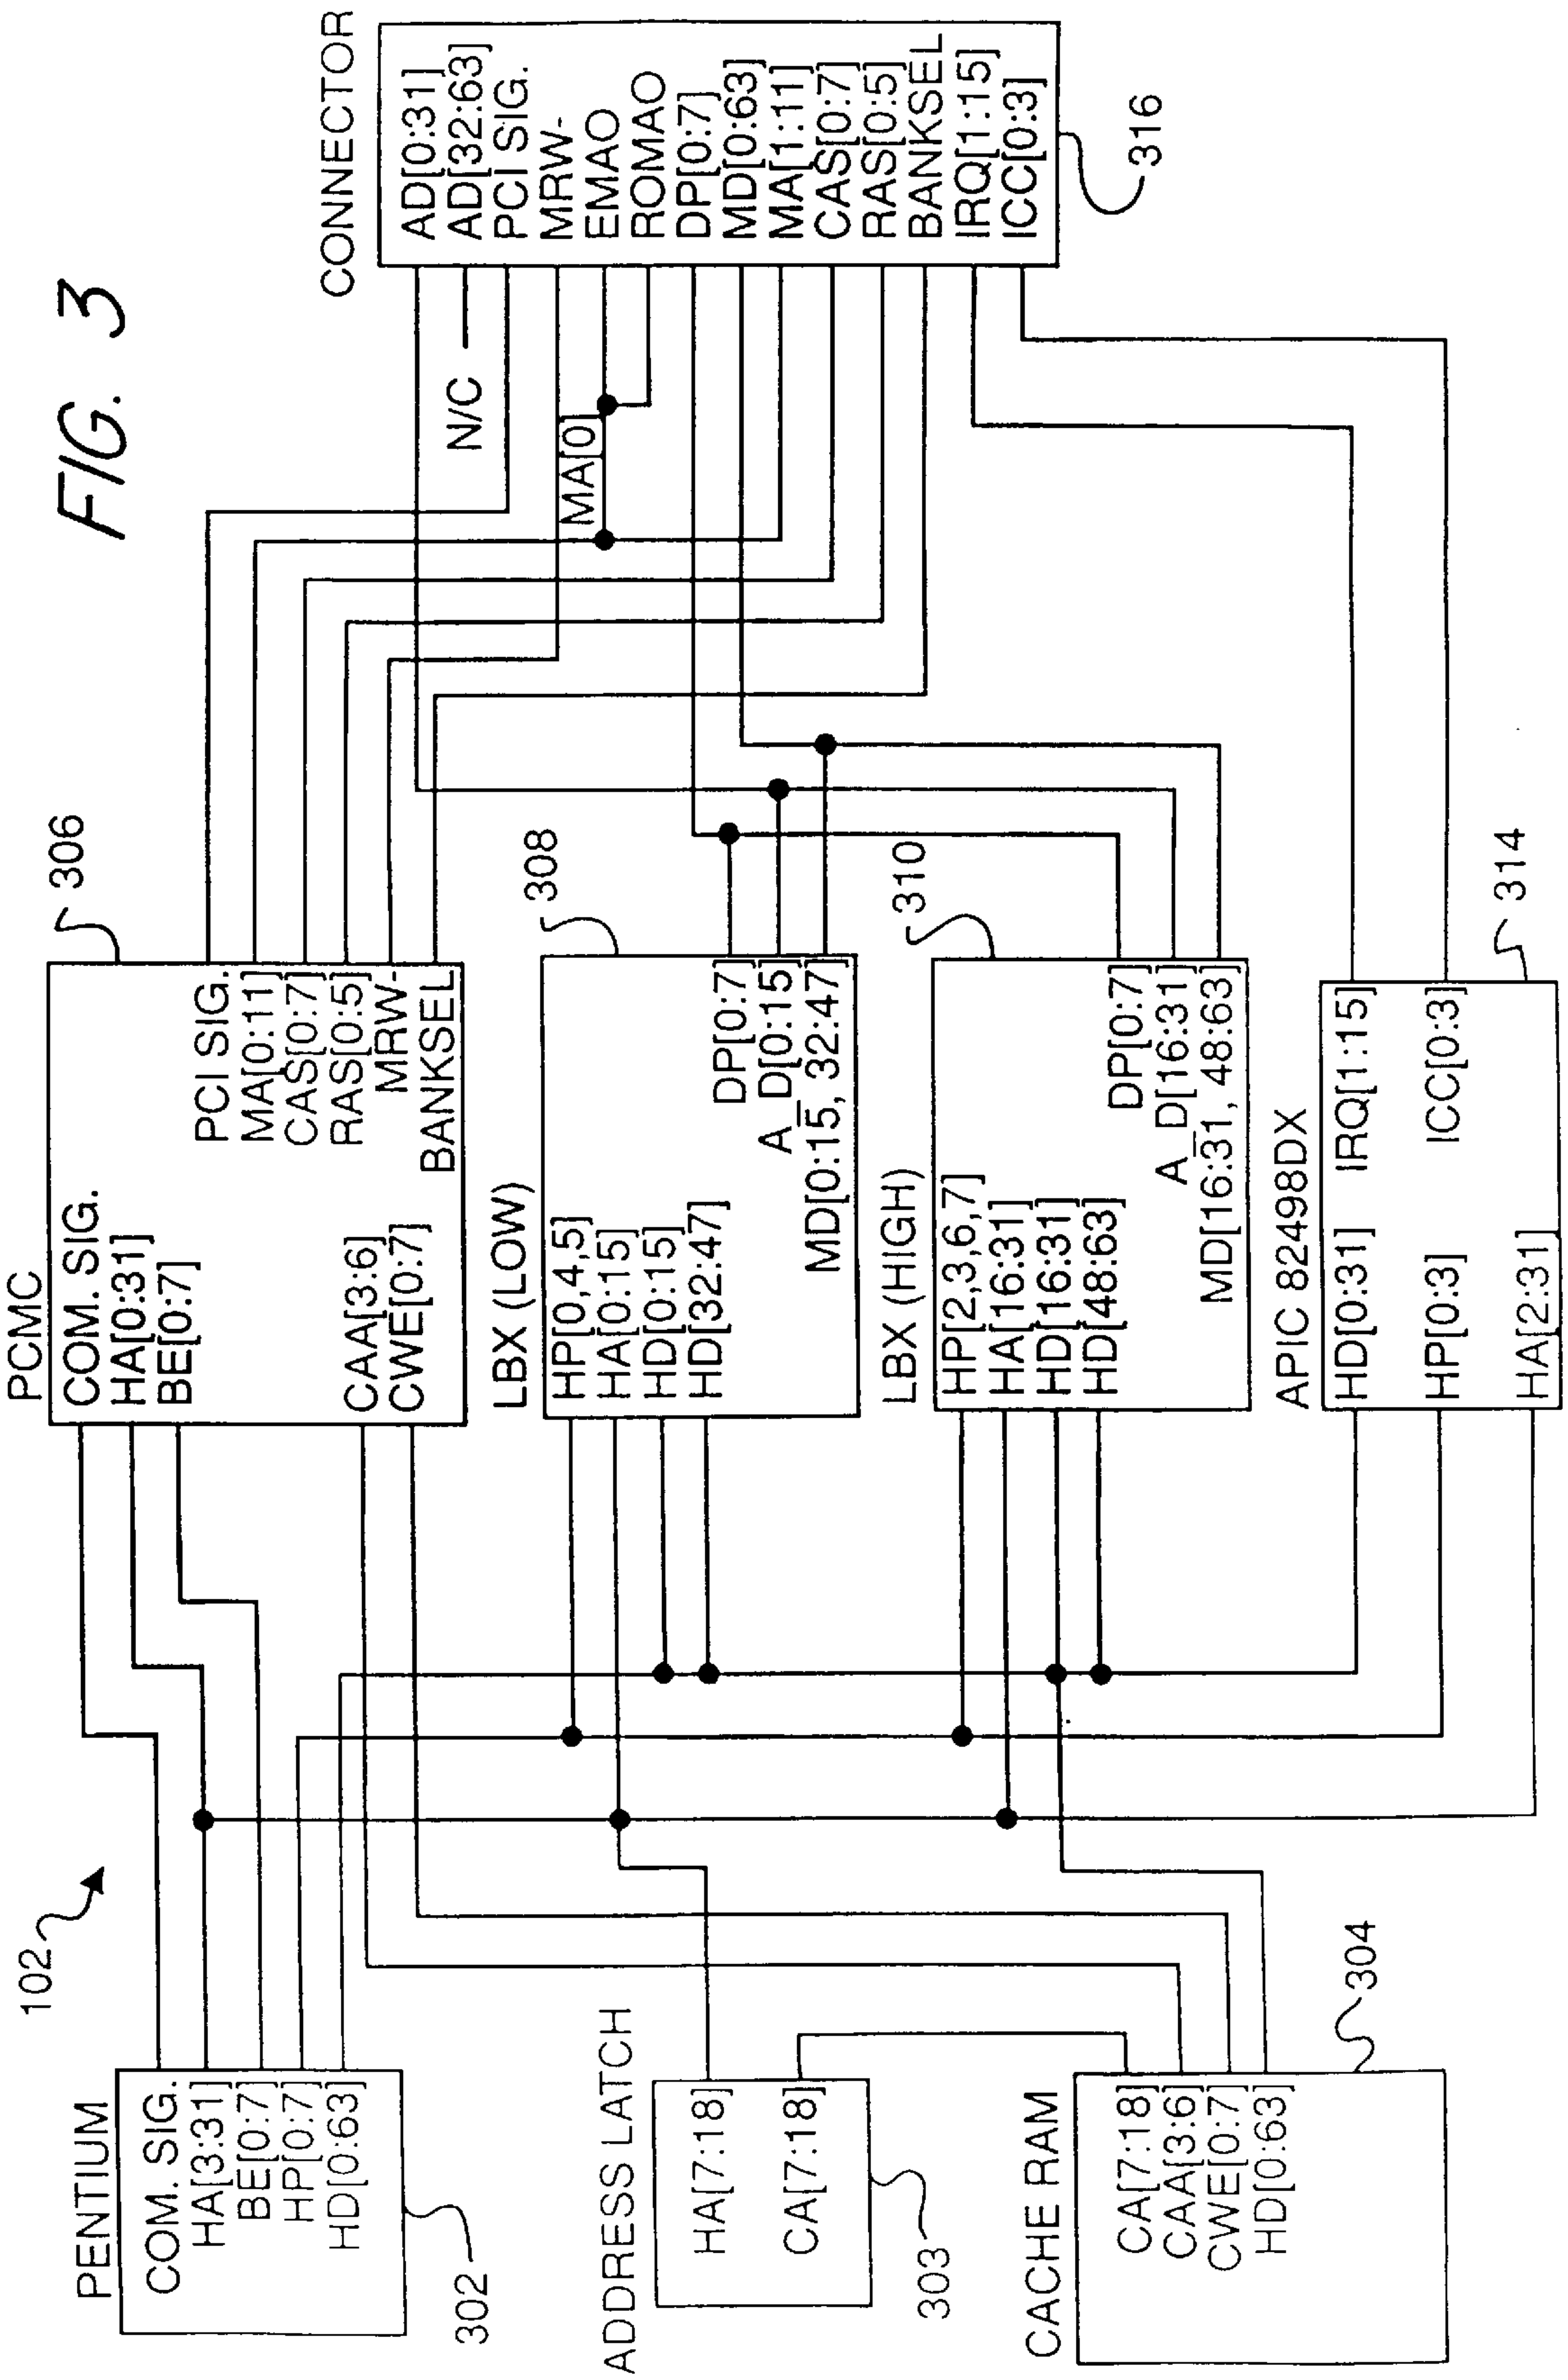 FIG. 3
102
PENTIUM
COM. SIG.
HA[3:31]
BE[0:7]
HP[0:7]
HD[0:63]
302
ADDRESS LATCH
HA[7:18]
CA[7:18]
303
CACHE RAM
CA[7:18]
CAA[3:6]
CWE[0:7]
HD[0:63]
304
PCMC
306
COM. SIG.
HA[0:31]
BE[0:7]
CAA[3:6]
CWE[0:7]
PCI SIG.
MA[0:11]
CAS[0:7]
RAS[0:5]
MRW-
BANKSEL
LBX (LOW)
308
HP[0,4,5]
HA[0:15]
HD[0:15]
HD[32:47]
DP[0:7]
A_D[0:15]
MD[0:15, 32:47]
LBX (HIGH)
310
HP[2,3,6,7]
HA[16:31]
HD[16:31]
HD[48:63]
DP[0:7]
A_D[16:31]
MD[16:31, 48:63]
APIC 82498DX
314
HD[0:31]
HP[0:3]
HA[2:31]
IRQ[1:15]
ICC[0:3]
N/C
MA[0]
CONNECTOR
AD[0:31]
AD[32:63]
PCI SIG.
MRW-
EMAO
ROMAO
DP[0:7]
MD[0:63]
MA[1:11]
CAS[0:7]
RAS[0:5]
BANKSEL
IRQ[1:15]
ICC[0:3]
316